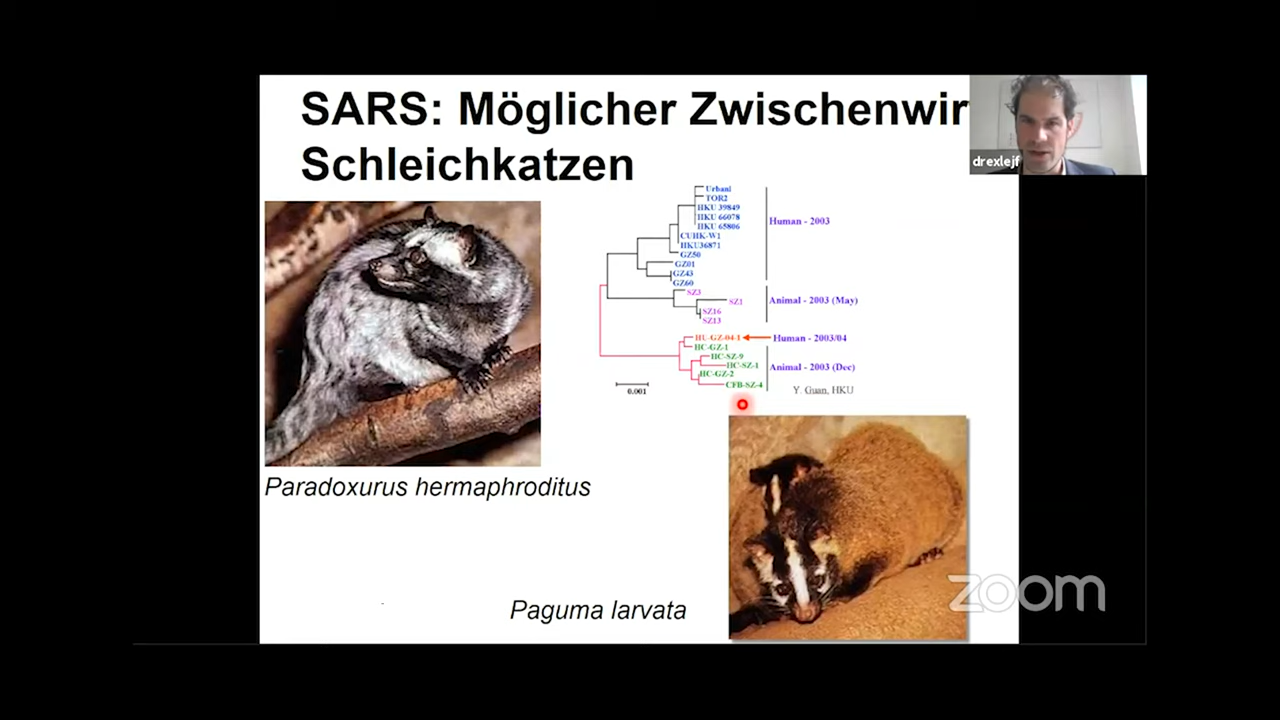 SARS: Möglicher Zwischenwir
Schleichkatzen
drexlejf
Urbani
TOR2
HKU 39849
HKU 66078
HKU 65806
CUHK-W1
HKU36871
GZ50
GZ01
GZ43
GZ60
Human - 2003
SZ3
SZ1
SZ16
SZ13
Animal - 2003 (May)
HU-GZ-04-1
Human - 2003/04
HC-GZ-1
HC-SZ-9
HC-SZ-1
HC-GZ-2
CFB-SZ-4
Animal - 2003 (Dec)
0.001
Y. Guan, HKU
Paradoxurus hermaphroditus
Paguma larvata
zoom